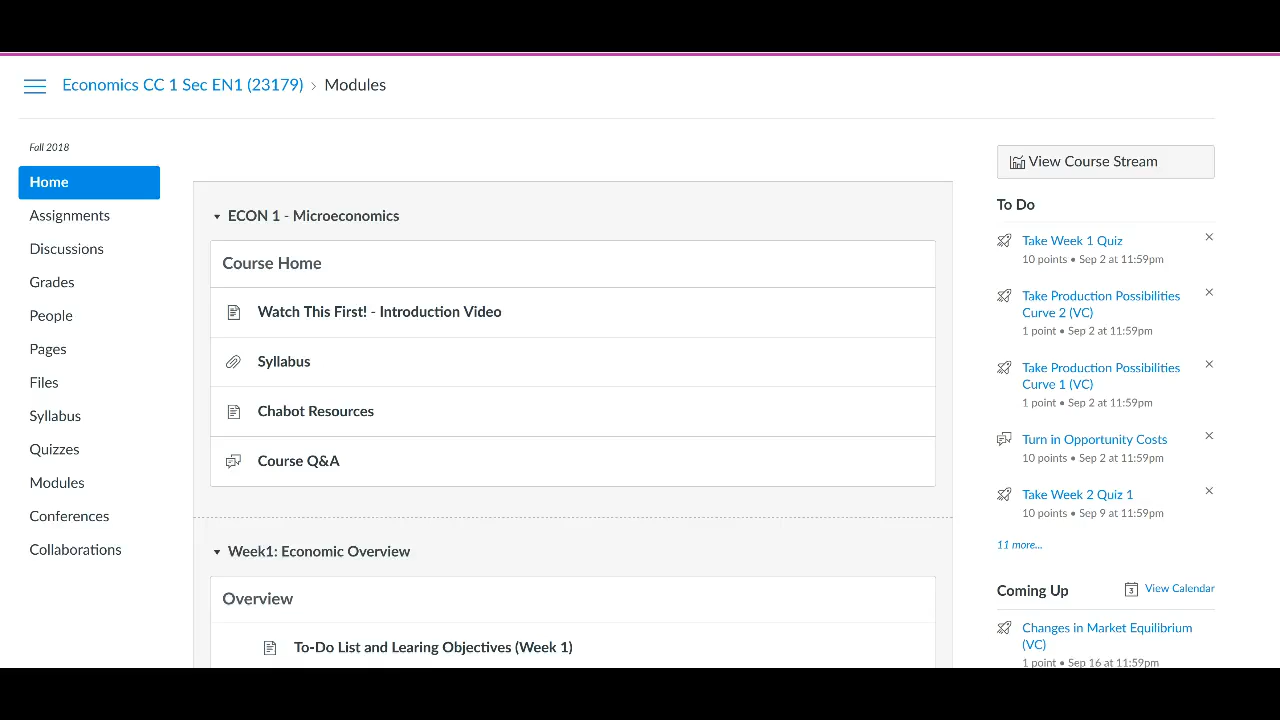 Economics CC 1 Sec EN1 (23179) › Modules
Fall 2018
Home
Assignments
Discussions
Grades
People
Pages
Files
Syllabus
Quizzes
Modules
Conferences
Collaborations
ECON 1 - Microeconomics
Course Home
Watch This First! - Introduction Video
Syllabus
Chabot Resources
Course Q&A
Week1: Economic Overview
Overview
To-Do List and Learing Objectives (Week 1)
View Course Stream
To Do
Take Week 1 Quiz
10 points • Sep 2 at 11:59pm
Take Production Possibilities
Curve 2 (VC)
1 point • Sep 2 at 11:59pm
Take Production Possibilities
Curve 1 (VC)
1 point • Sep 2 at 11:59pm
Turn in Opportunity Costs
10 points • Sep 2 at 11:59pm
Take Week 2 Quiz 1
10 points • Sep 9 at 11:59pm
11 more...
Coming Up
3 View Calendar
Changes in Market Equilibrium
(VC)
1 point • Sep 16 at 11:59pm